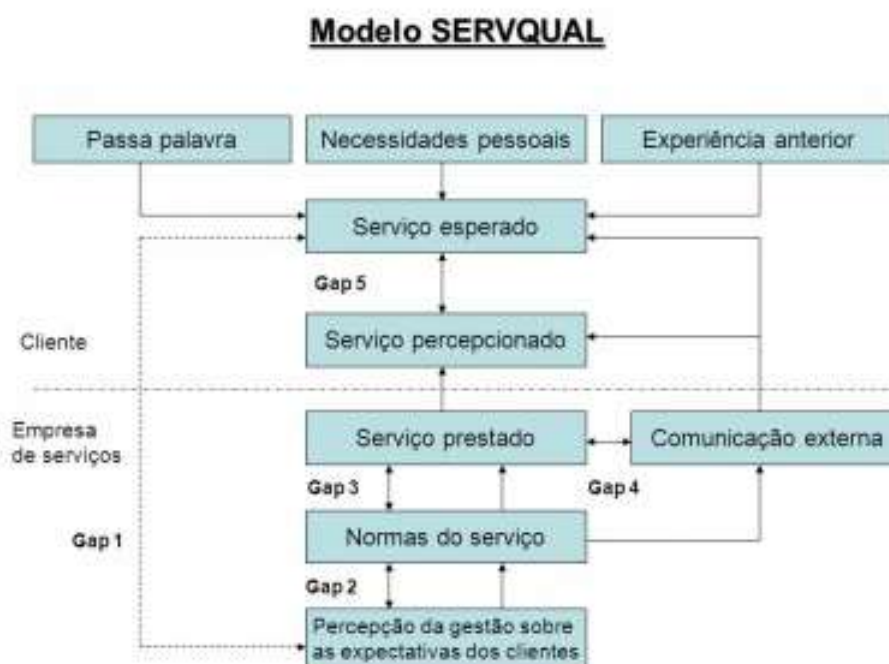 Modelo SERVQUAL
Passa palavra
Necessidades pessoais
Experiência anterior
Serviço esperado
Gap 5
Serviço percepcionado
Cliente
Empresa
de serviços
Serviço prestado
Comunicação externa
Gap 3
Gap 4
Gap 1
Normas do serviço
Gap 2
Percepção da gestão sobre
as expectativas dos clientes